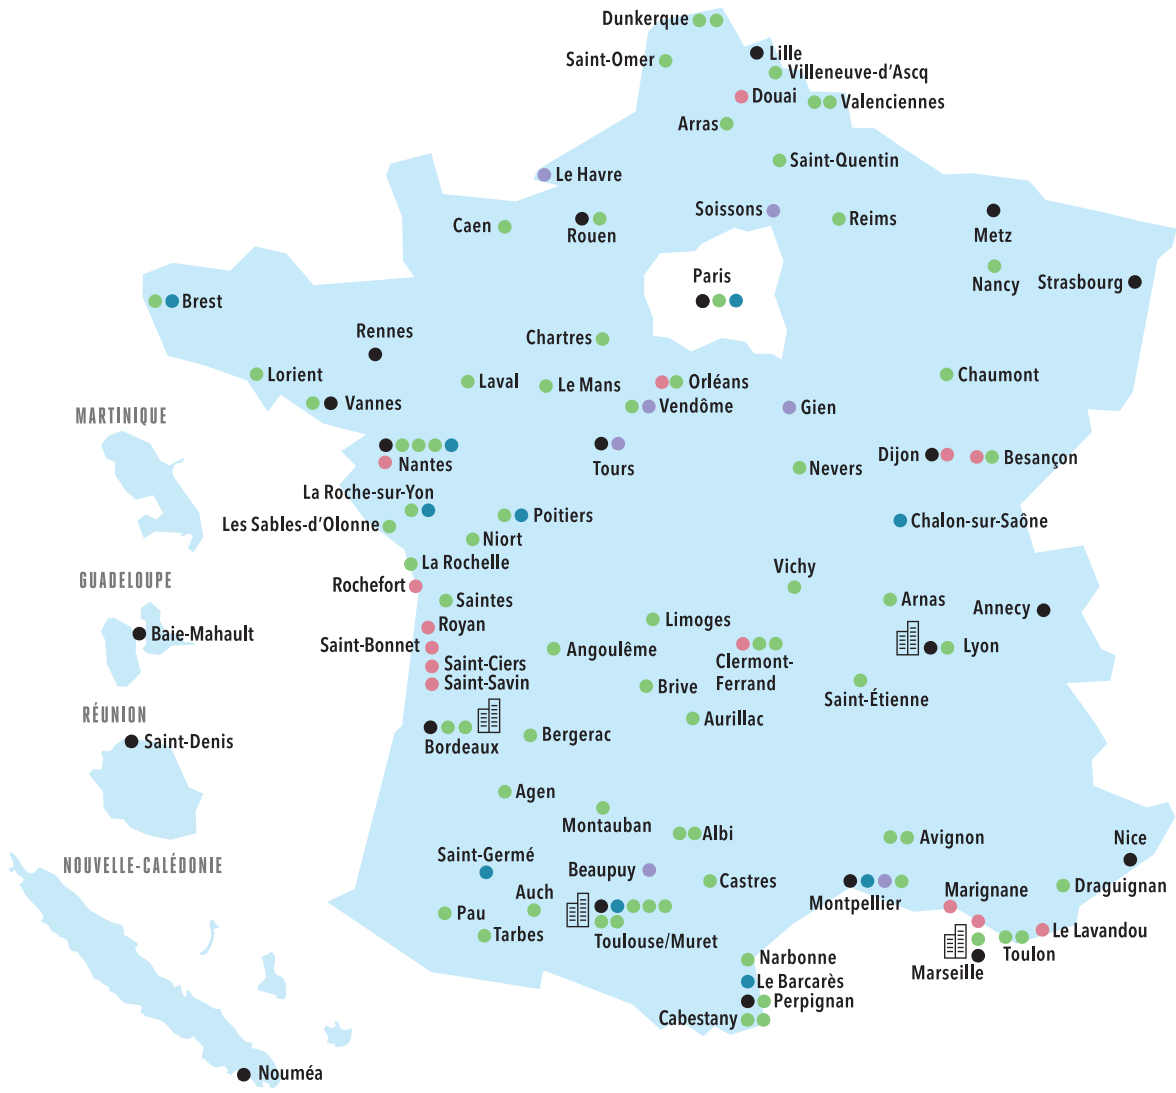 Dunkerque
Lille
Saint-Omer
Villeneuve-d'Ascq
Douai
Valenciennes
Arras
Saint-Quentin
Le Havre
Soissons
Reims
Caen
Rouen
Metz
Paris
Nancy
Strasbourg
Brest
Rennes
Chartres
Lorient
Laval
Le Mans
Orléans
Chaumont
Vannes
Vendôme
Gien
MARTINIQUE
Nantes
Tours
Nevers
Dijon
Besançon
La Roche-sur-Yon
Les Sables-d'Olonne
Poitiers
Chalon-sur-Saône
Niort
La Rochelle
Vichy
GUADELOUPE
Rochefort
Saintes
Arnas
Annecy
Baie-Mahault
Royan
Limoges
Saint-Bonnet
Angoulême
Lyon
Saint-Ciers
Clermont-
Ferrand
Saint-Savin
Brive
Saint-Étienne
RÉUNION
Aurillac
Saint-Denis
Bordeaux
Bergerac
Agen
Montauban
Albi
Avignon
Nice
NOUVELLE-CALÉDONIE
Saint-Germé
Beaupuy
Castres
Marignane
Draguignan
Auch
Montpellier
Pau
Tarbes
Toulouse/Muret
Le Lavandou
Toulon
Marseille
Narbonne
Le Barcarès
Perpignan
Cabestany
Nouméa